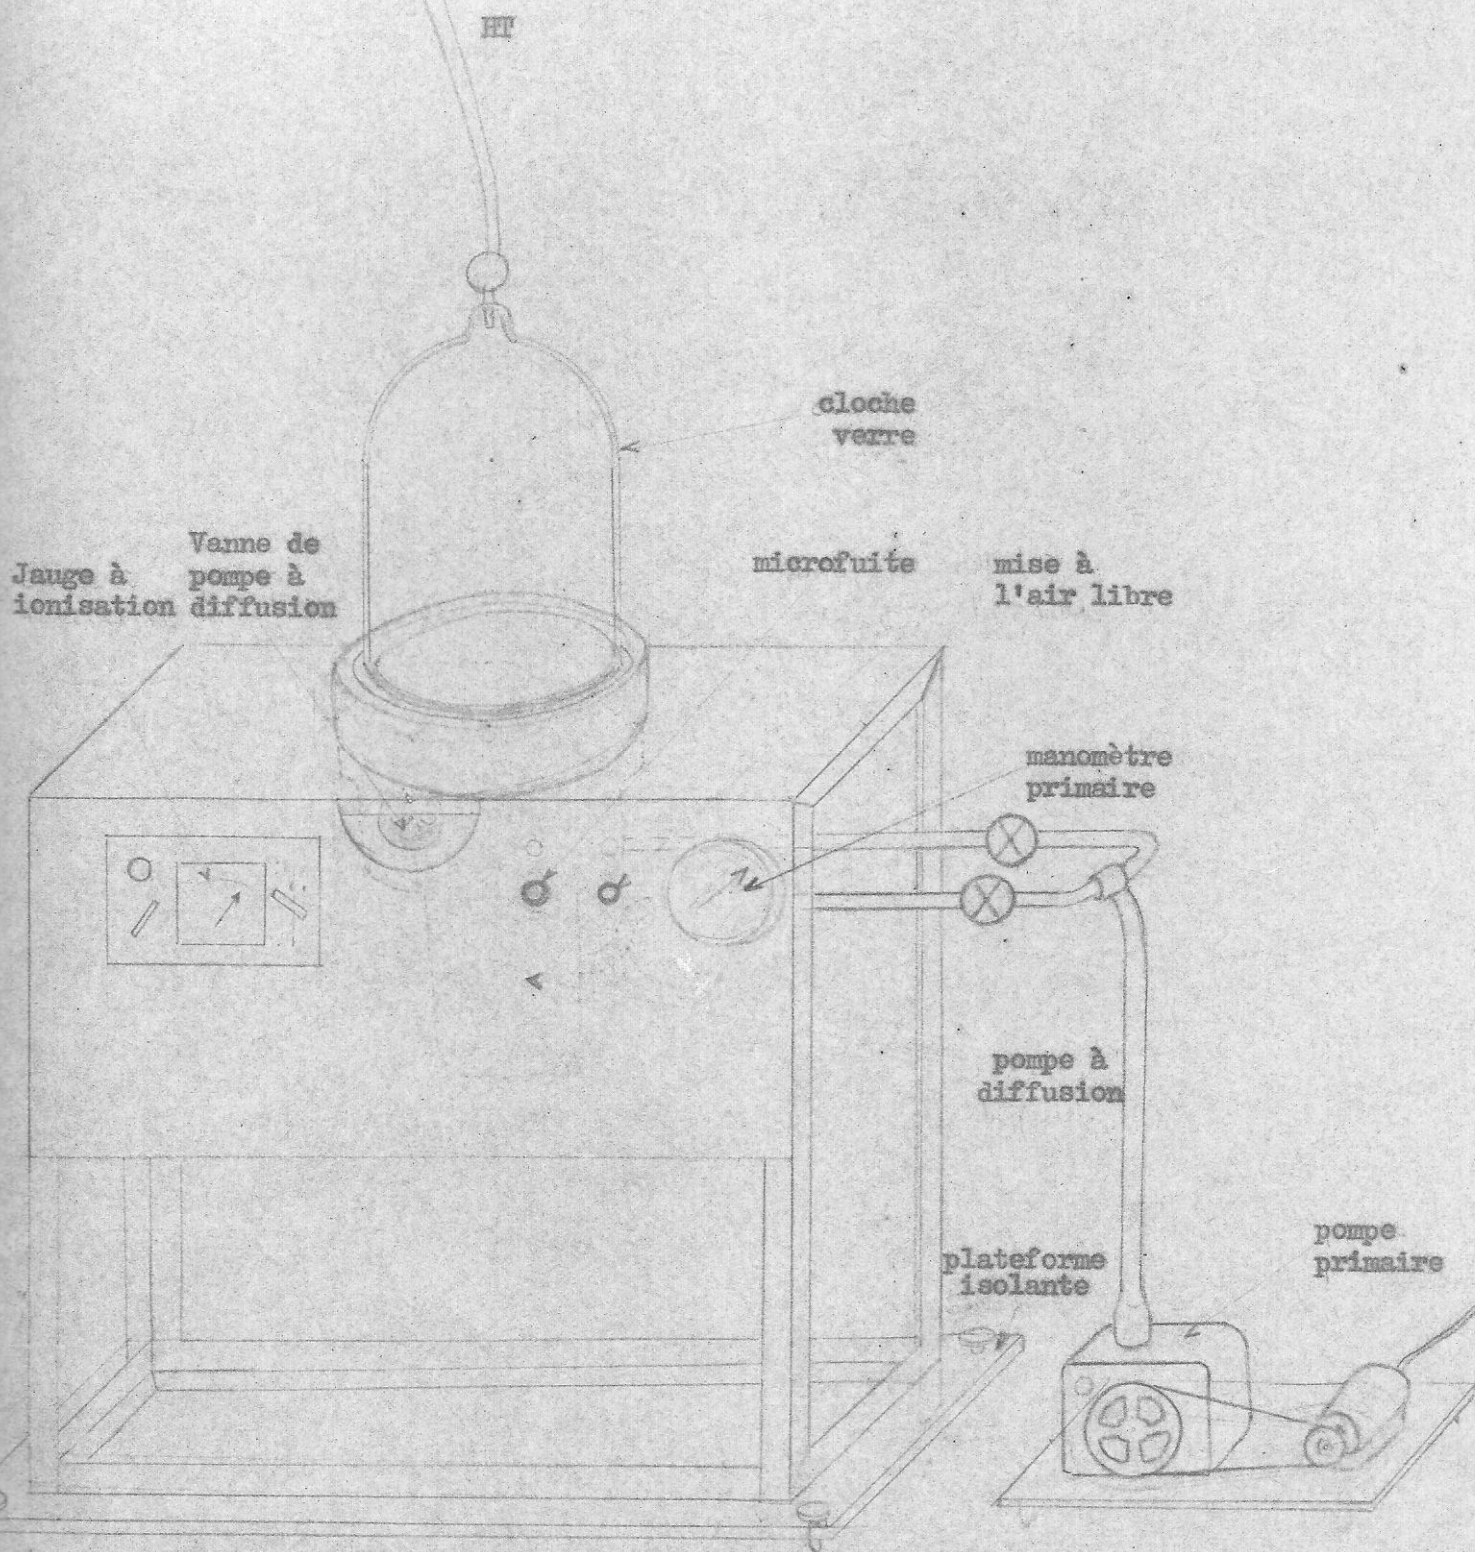 HT
cloche
verre
Jauge à
ionisation
Vanne de
pompe à
diffusion
microfuite
mise à
l'air libre
manomètre
primaire
pompe à
diffusion
plateforme
isolante
pompe
primaire